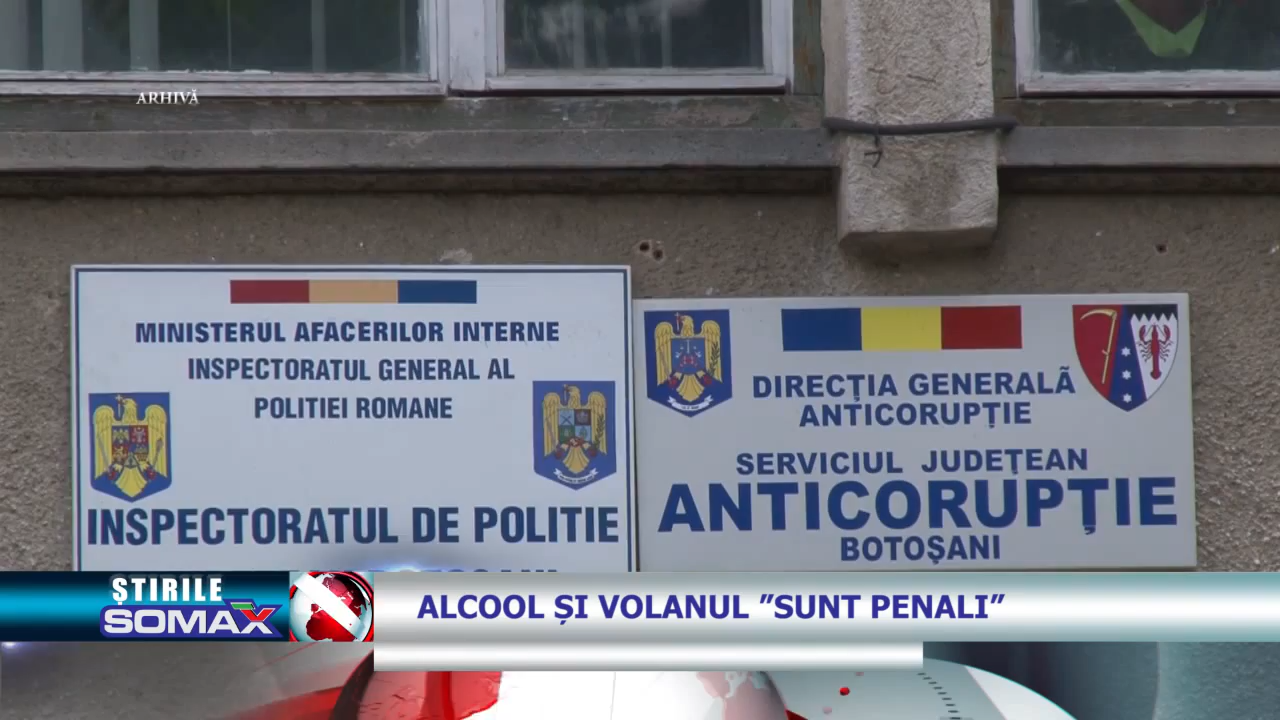 ARHIVĂ
MINISTERUL AFACERILOR INTERNE
INSPECTORATUL GENERAL AL
POLITIEI ROMANE
INSPECTORATUL DE POLITIE
DIRECȚIA GENERALÃ
ANTICORUPȚIE
SERVICIUL JUDEȚEAN
ANTICORUPȚIE
BOTOȘANI
ȘTIRILE
SOMAX
ALCOOL ȘI VOLANUL ”SUNT PENALI”